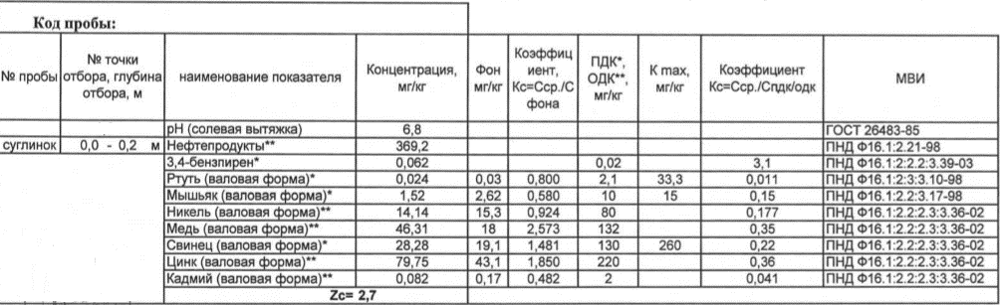 Код пробы:
№ пробы | № точки отбора, глубина отбора, м | наименование показателя | Концентрация, мг/кг | Фон мг/кг | Коэффициент, Кс=Сср./С фона | ПДК*, ОДК**, мг/кг | K max, мг/кг | Коэффициент Кс=Сср./Спдк/одк | МВИ
рН (солевая вытяжка) | 6,8 | ГОСТ 26483-85
суглинок | 0,0 - 0,2 м | Нефтепродукты** | 369,2 | ПНД Ф16.1:2.21-98
3,4-бензпирен* | 0,062 | 0,02 | 3,1 | ПНД Ф16.1:2:2.2:3.39-03
Ртуть (валовая форма)* | 0,024 | 0,03 | 0,800 | 2,1 | 33,3 | 0,011 | ПНД Ф16.1:2:3:3.10-98
Мышьяк (валовая форма)* | 1,52 | 2,62 | 0,580 | 10 | 15 | 0,15 | ПНД Ф16.1:2:2:3.17-98
Никель (валовая форма)** | 14,14 | 15,3 | 0,924 | 80 | 0,177 | ПНД Ф16.1:2.2:2.3:3.36-02
Медь (валовая форма)** | 46,31 | 18 | 2,573 | 132 | 0,35 | ПНД Ф16.1:2.2:2.3:3.36-02
Свинец (валовая форма)* | 28,28 | 19,1 | 1,481 | 130 | 260 | 0,22 | ПНД Ф16.1:2.2:2.3:3.36-02
Цинк (валовая форма)** | 79,75 | 43,1 | 1,850 | 220 | 0,36 | ПНД Ф16.1:2.2:2.3:3.36-02
Кадмий (валовая форма)** | 0,082 | 0,17 | 0,482 | 2 | 0,041 | ПНД Ф16.1:2.2:2.3:3.36-02
Zc= 2,7